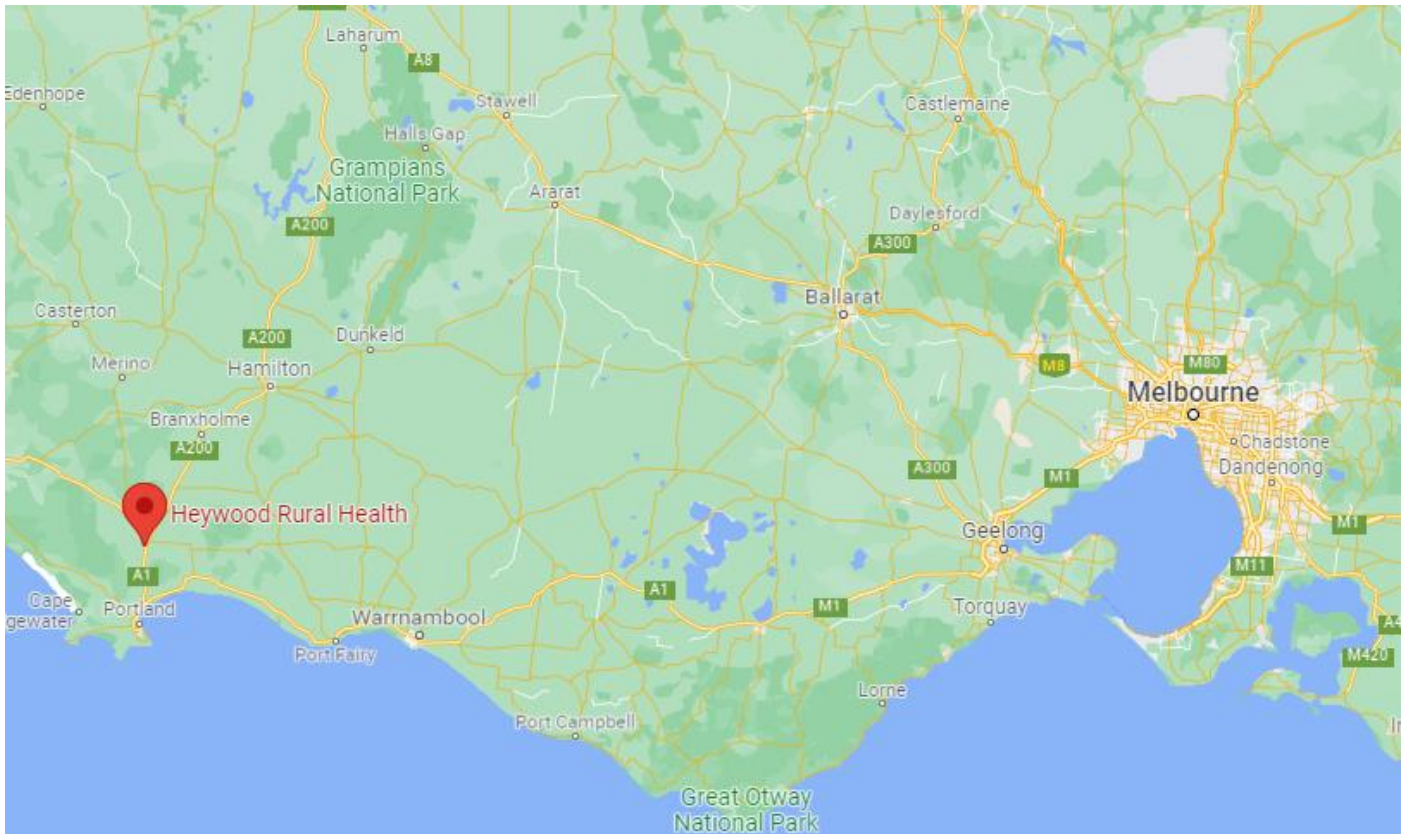 Laharum
A8
Edenhope
Stawell
Castlemaine
Halls Gap
Grampians
National Park
Ararat
Daylesford
A200
A300
Ballarat
Casterton
A200
Dunkeld
Merino
Hamilton
M8
M80
Melbourne
Branxholme
A200
Chadstone
Dandenong
A300
M1
Heywood Rural Health
M1
Geelong
A1
M11
A1
M1
Cape
gewater
Portland
Torquay
Warrnambool
A4
Port Fairy
M420
Lorne
Port Campbell
Great Otway
National Park